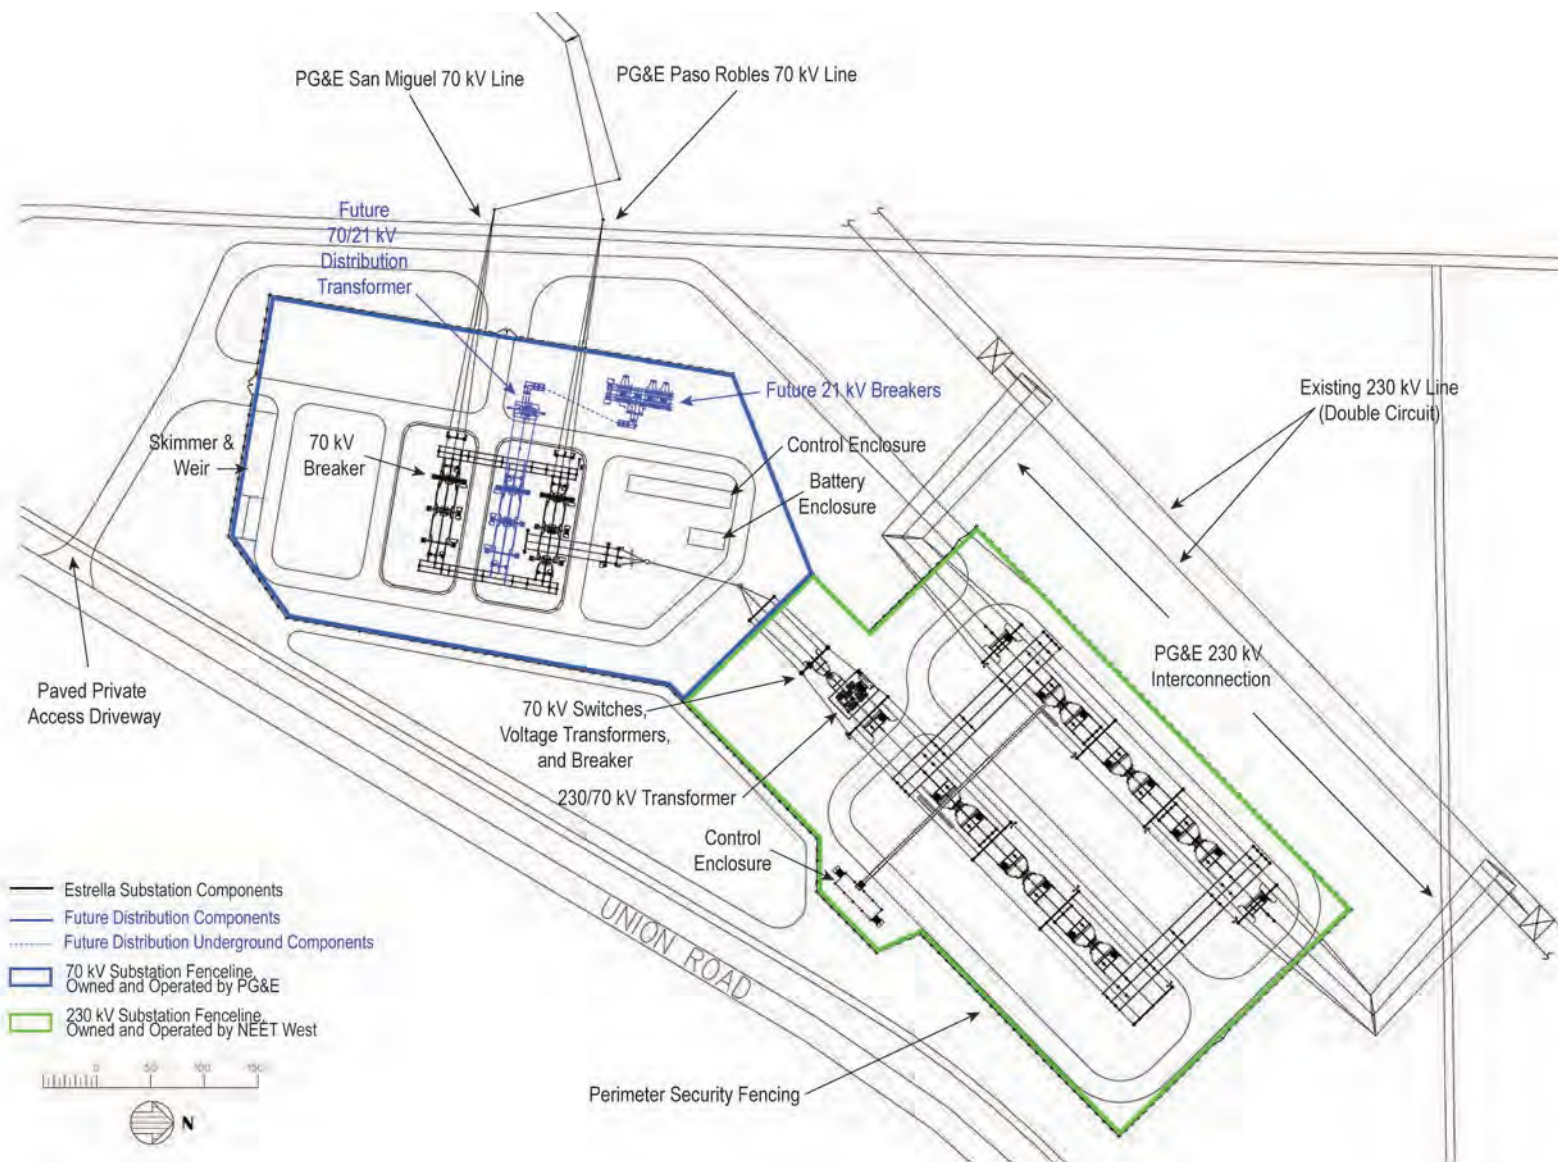 PG&E San Miguel 70 kV Line
PG&E Paso Robles 70 kV Line
Future
70/21 kV
Distribution
Transformer
Future 21 kV Breakers
Existing 230 kV Line
(Double Circuit)
Skimmer &
Weir
70 kV
Breaker
Control Enclosure
Battery
Enclosure
PG&E 230 kV
Interconnection
Paved Private
Access Driveway
70 kV Switches,
Voltage Transformers,
and Breaker
230/70 kV Transformer
Control
Enclosure
UNION ROAD
Perimeter Security Fencing
Estrella Substation Components
Future Distribution Components
Future Distribution Underground Components
70 kV Substation Fenceline,
Owned and Operated by PG&E
230 kV Substation Fenceline,
Owned and Operated by NEET West
0 50 100 150
N